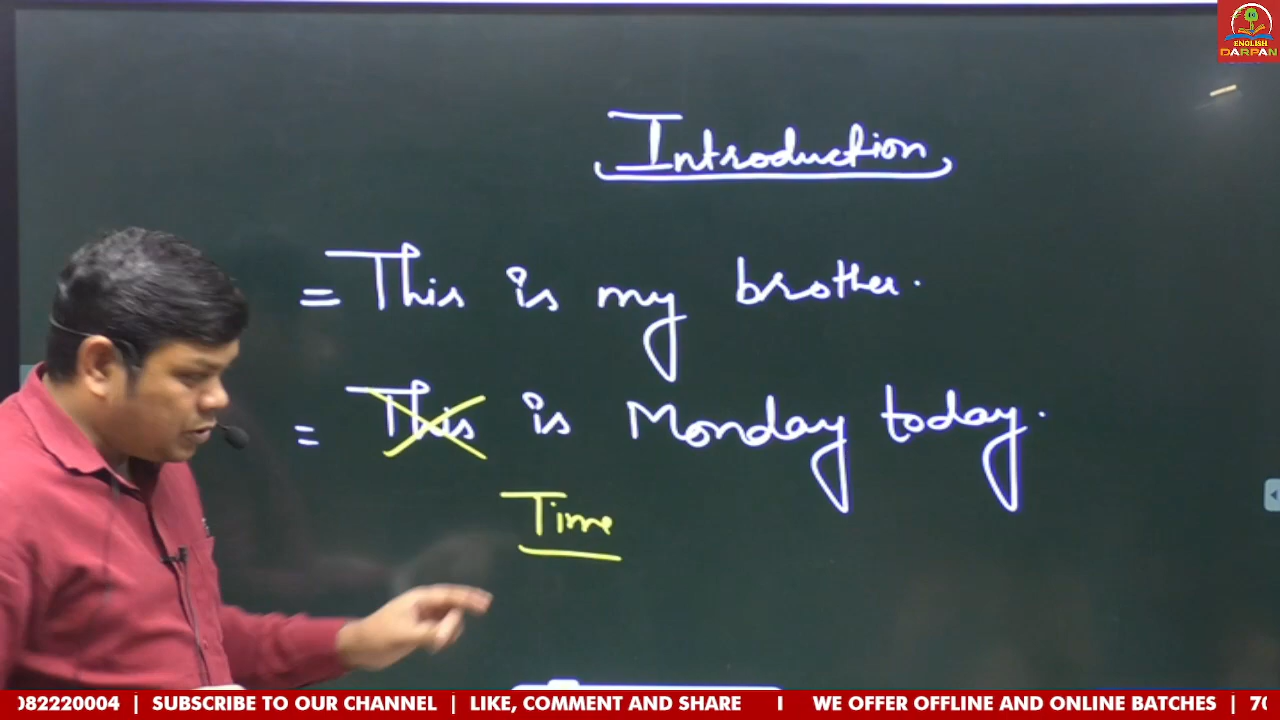 ENGLISH
DARPAN
Introduction
= This is my brother.
= This is Monday today.
Time
082220004 | SUBSCRIBE TO OUR CHANNEL | LIKE, COMMENT AND SHARE I WE OFFER OFFLINE AND ONLINE BATCHES | 70